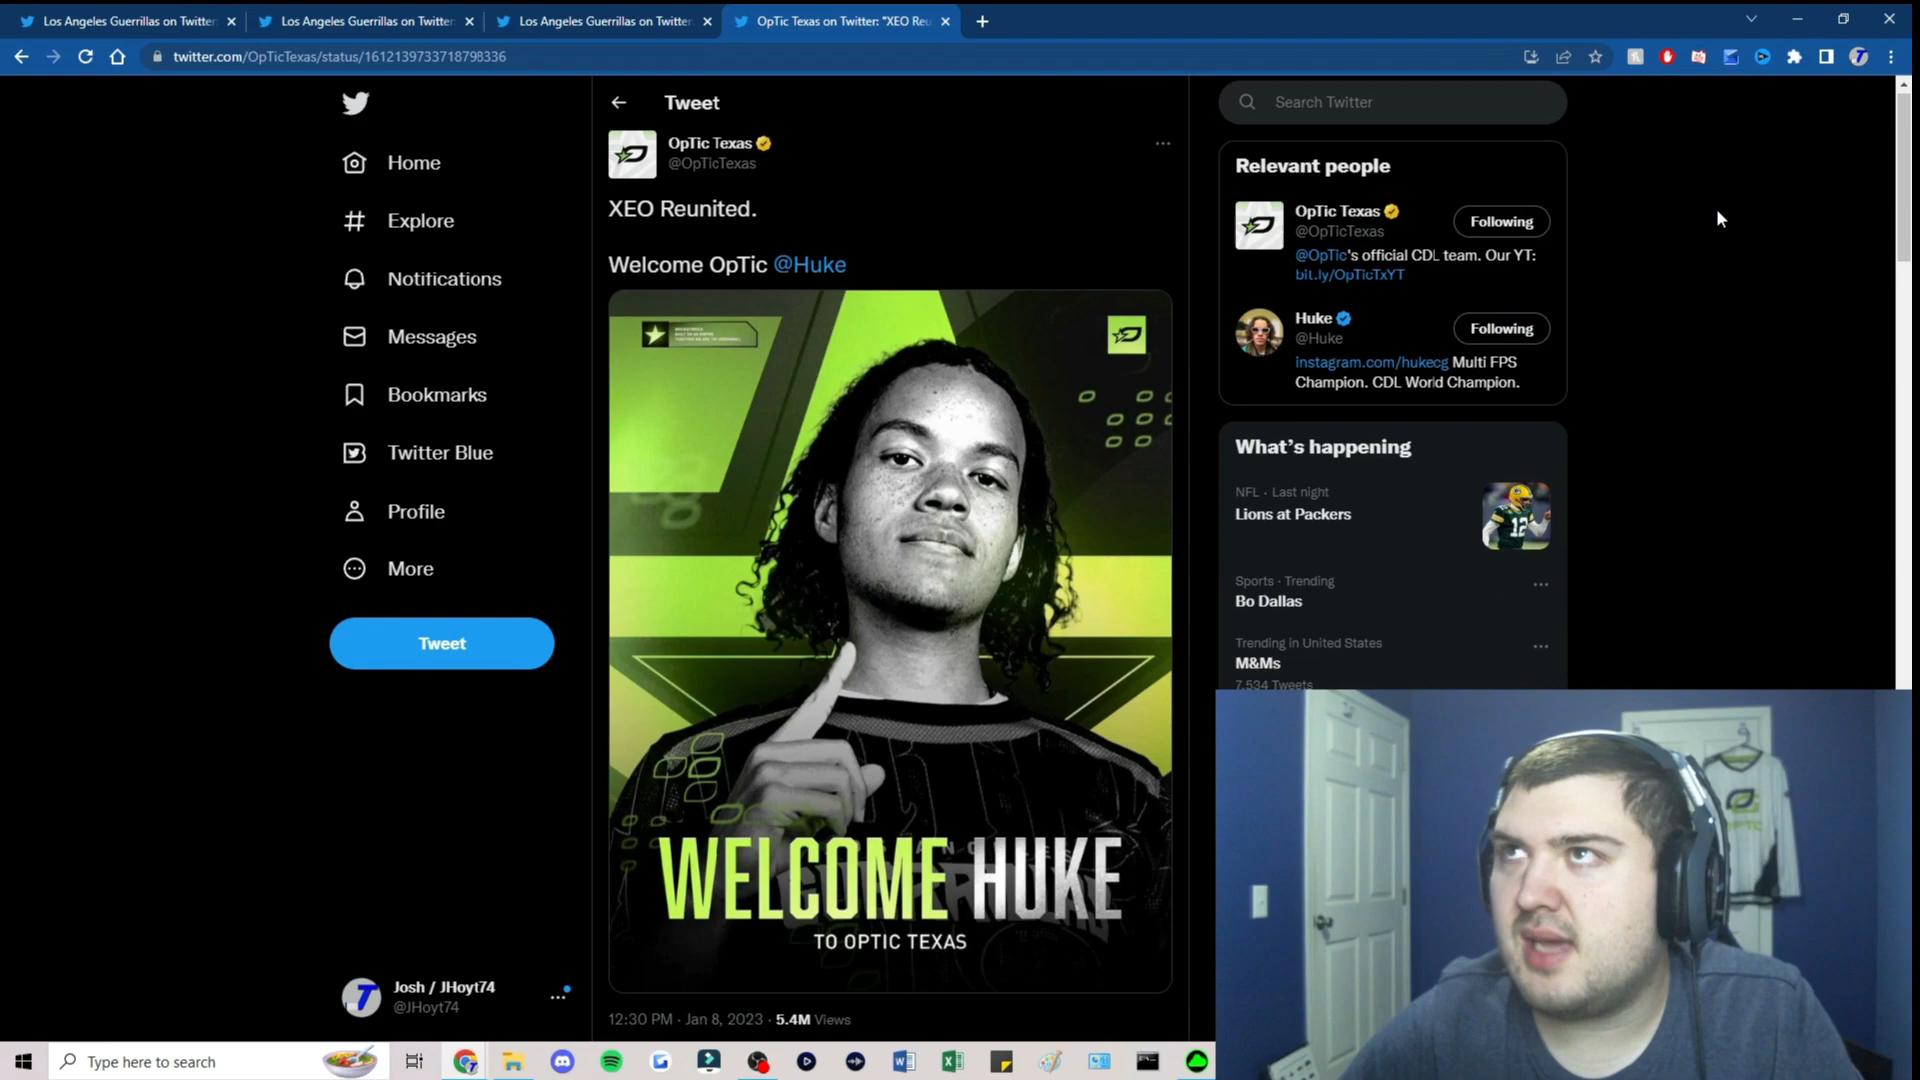 Los Angeles Guerrillas on Twitter:
Los Angeles Guerrillas on Twitter:
Los Angeles Guerrillas on Twitter:
OpTic Texas on Twitter: "XEO Reu
twitter.com/OpTicTexas/status/1612139733718798336
Home
Explore
Notifications
Messages
Bookmarks
Twitter Blue
Profile
More
Tweet
Josh / JHoyt74
@JHoyt74
Tweet
OpTic Texas
@OpTicTexas
XEO Reunited.
Welcome OpTic @Huke
WELCOME HUKE
TO OPTIC TEXAS
12:30 PM · Jan 8, 2023 · 5.4M Views
Search Twitter
Relevant people
OpTic Texas
@OpTicTexas
Following
@OpTic's official CDL team. Our YT:
bit.ly/OpTicTxYT
Huke
@Huke
Following
instagram.com/hukecg Multi FPS
Champion. CDL World Champion.
What's happening
NFL · Last night
Lions at Packers
Sports · Trending
Bo Dallas
Trending in United States
M&Ms
7,534 Tweets
Type here to search